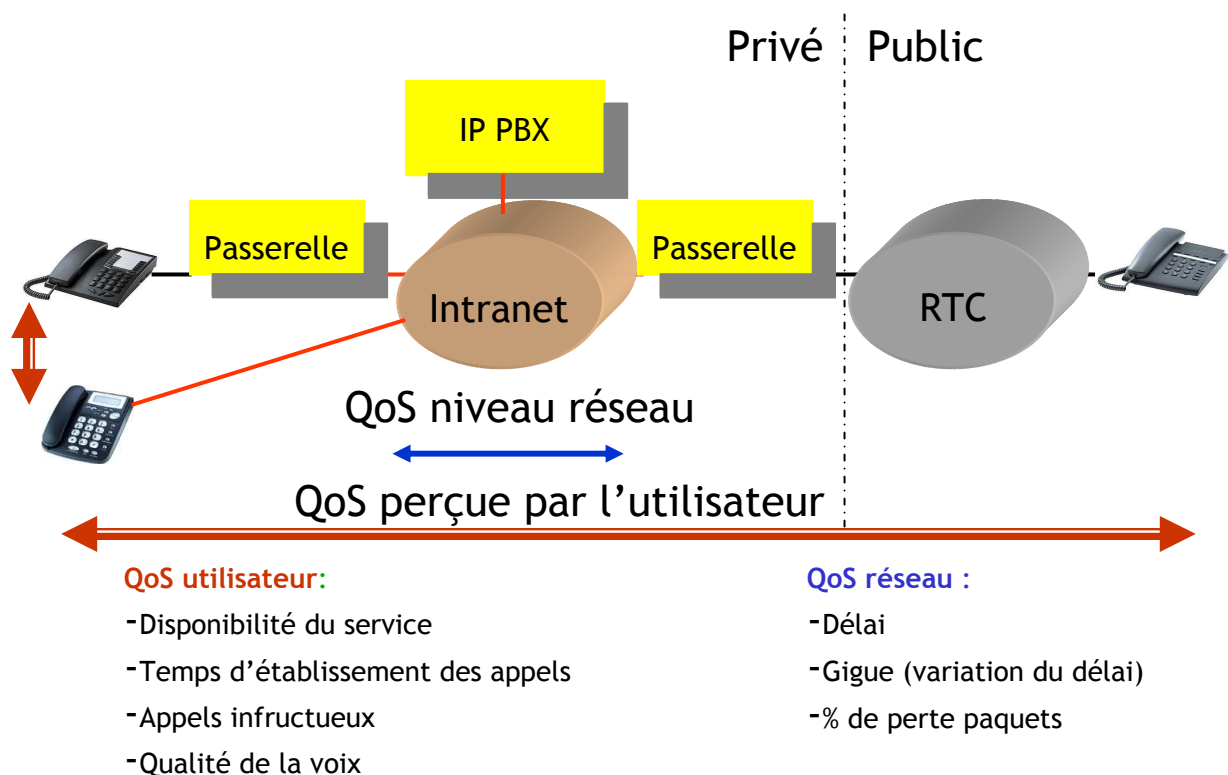 Privé
Public
IP PBX
Passerelle
Passerelle
Intranet
RTC
QoS niveau réseau
QoS perçue par l’utilisateur
QoS utilisateur:
-Disponibilité du service
-Temps d’établissement des appels
-Appels infructueux
-Qualité de la voix
QoS réseau :
-Délai
-Gigue (variation du délai)
-% de perte paquets